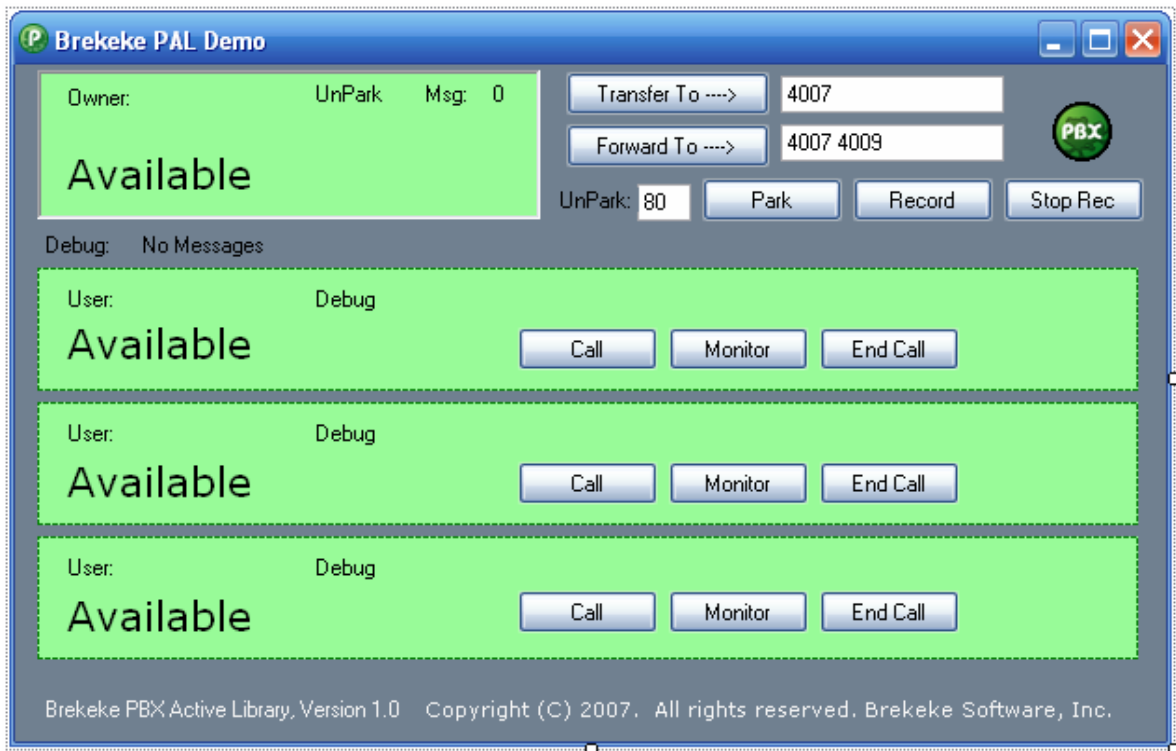 P Brekeke PAL Demo
Owner: UnPark Msg: 0
Available
Transfer To ----> 4007
Forward To ----> 4007 4009
PBX
UnPark: 80 Park Record Stop Rec
Debug: No Messages
User: Debug
Available Call Monitor End Call
User: Debug
Available Call Monitor End Call
User: Debug
Available Call Monitor End Call
Brekeke PBX Active Library, Version 1.0 Copyright (C) 2007. All rights reserved. Brekeke Software, Inc.